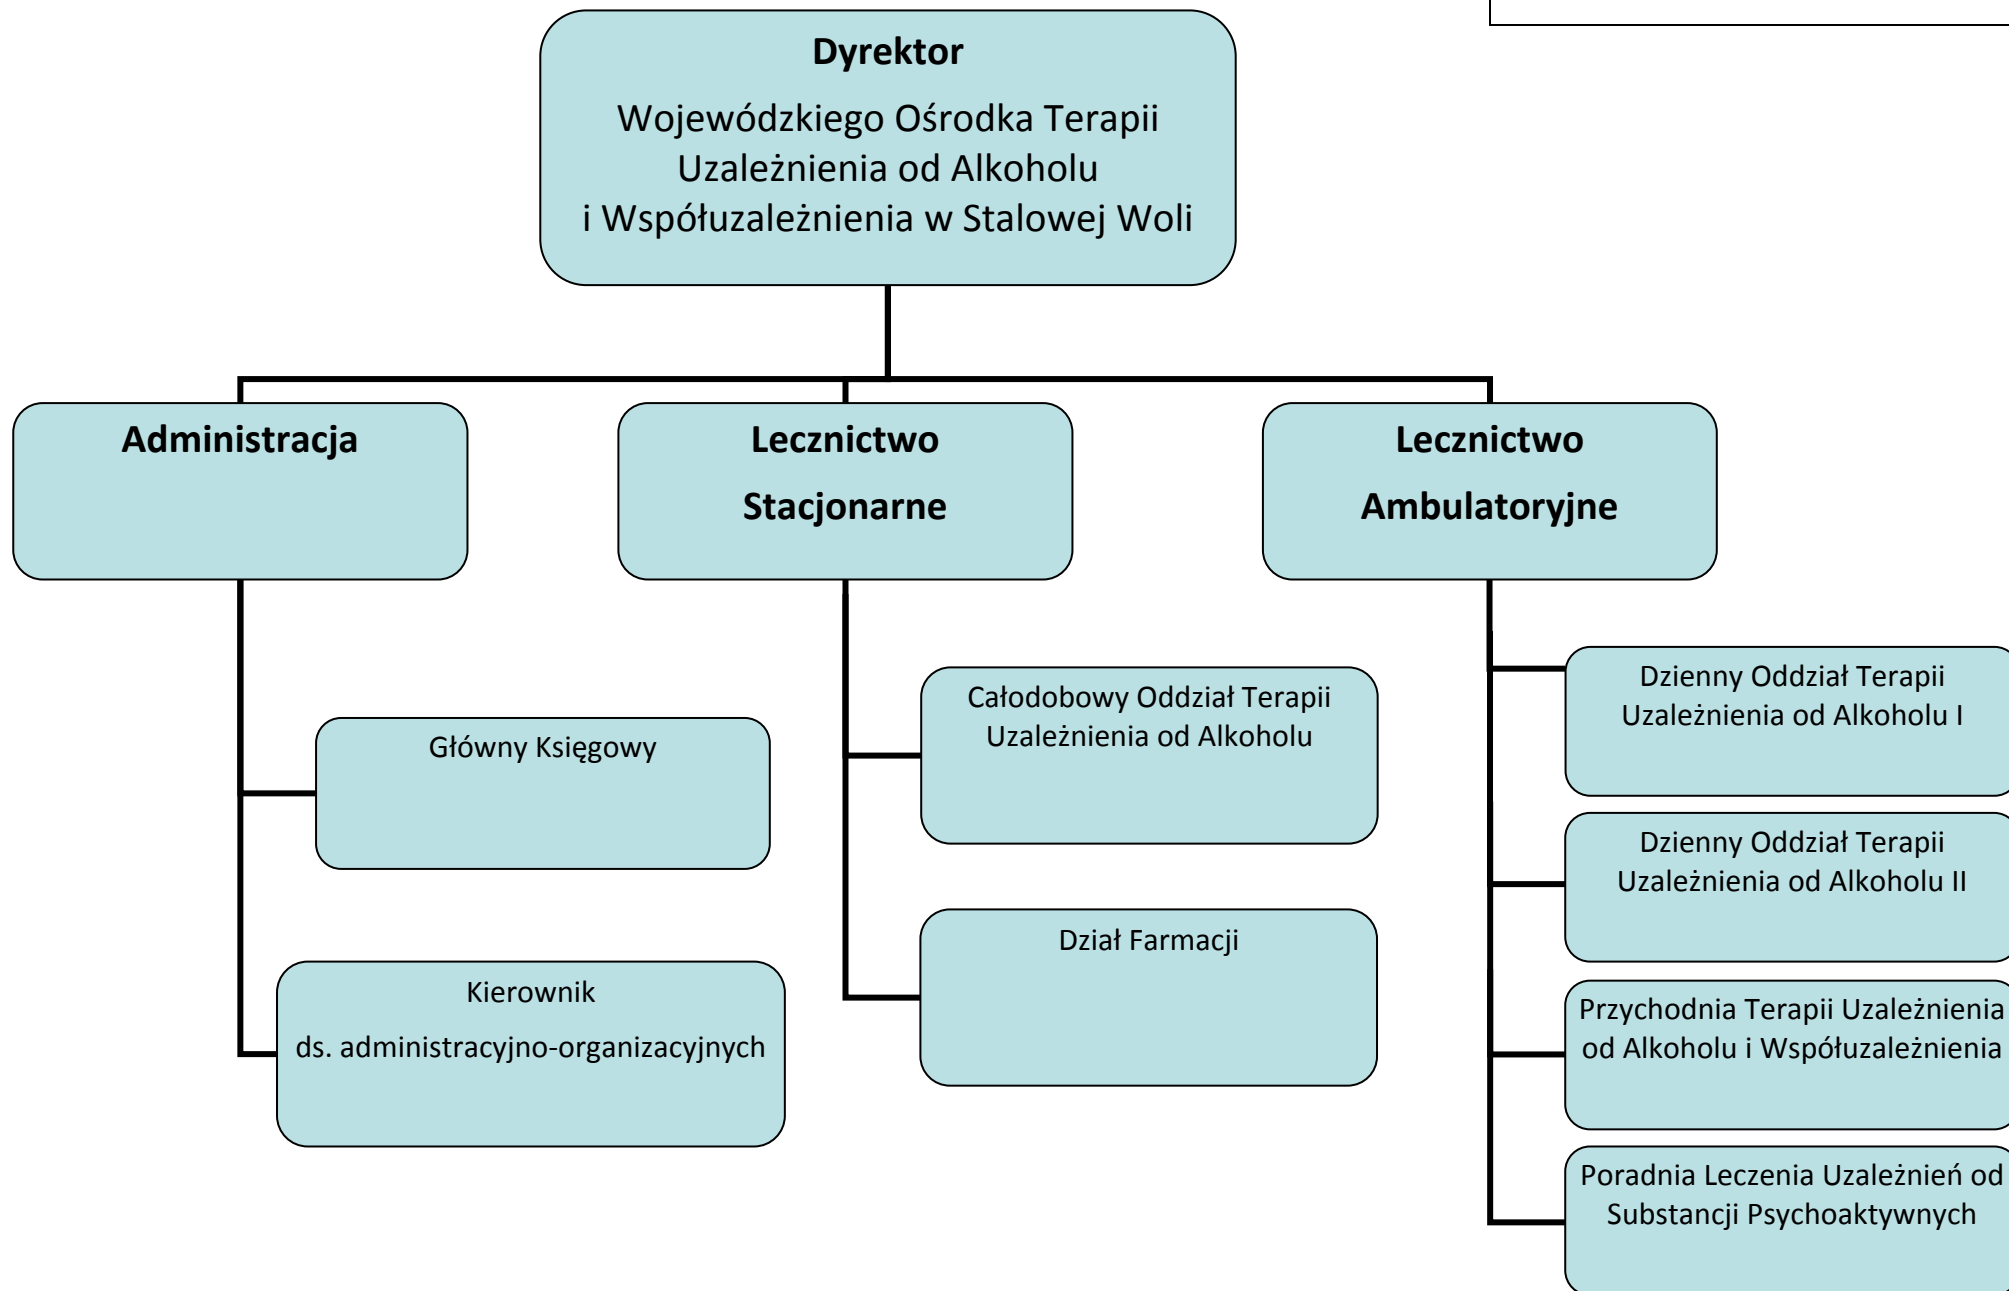 Dyrektor
Wojewódzkiego Ośrodka Terapii
Uzależnienia od Alkoholu
i Współuzależnienia w Stalowej Woli
Administracja
Lecznictwo
Stacjonarne
Lecznictwo
Ambulatoryjne
Główny Księgowy
Kierownik
ds. administracyjno-organizacyjnych
Całodobowy Oddział Terapii
Uzależnienia od Alkoholu
Dział Farmacji
Dzienny Oddział Terapii
Uzależnienia od Alkoholu I
Dzienny Oddział Terapii
Uzależnienia od Alkoholu II
Przychodnia Terapii Uzależnienia
od Alkoholu i Współuzależnienia
Poradnia Leczenia Uzależnień od
Substancji Psychoaktywnych